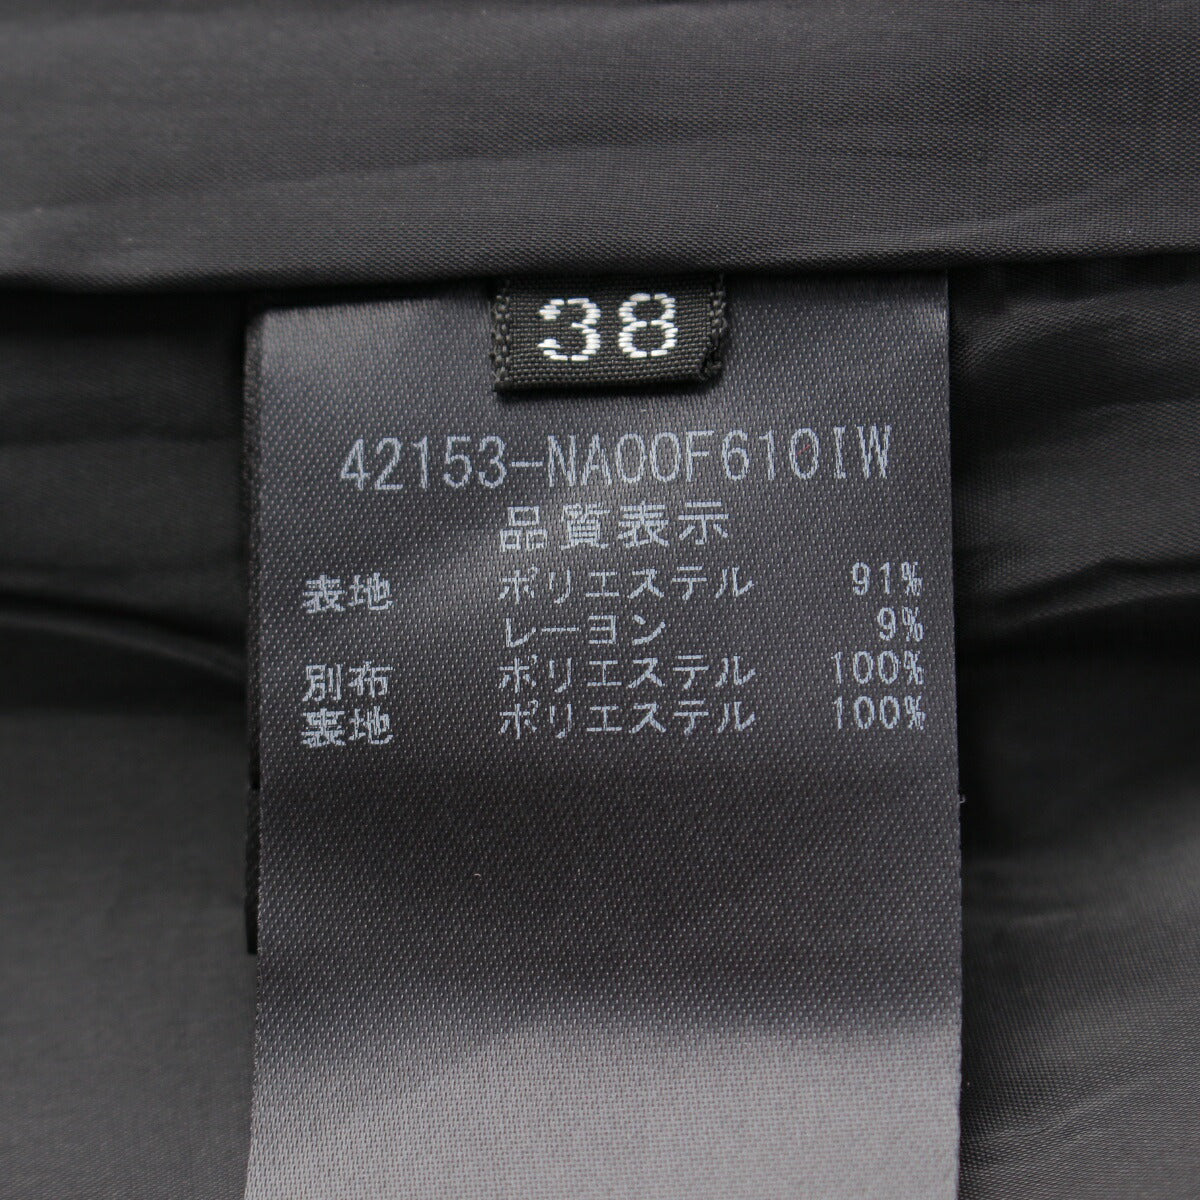 38
42153-NA00F610IW
品質表示
表地 ポリエステル 91%
レーヨン 9%
別布 ポリエステル 100%
裏地 ポリエステル 100%